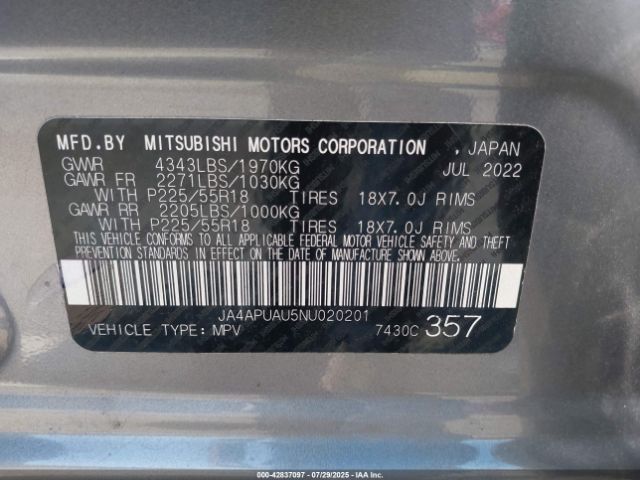 MFD.BY MITSUBISHI MOTORS CORPORATION , JAPAN
GVWR 4343LBS/1970KG JUL 2022
GAWR FR 2271LBS/1030KG
WITH P225/55R18 TIRES 18X7.0J RIMS
GAWR RR 2205LBS/1000KG
WITH P225/55R18 TIRES 18X7.0J RIMS
THIS VEHICLE CONFORMS TO ALL APPLICABLE FEDERAL MOTOR VEHICLE SAFETY AND THEFT
PREVENTION STANDARDS IN EFFECT ON THE DATE OF MANUFACTURE SHOWN ABOVE.
JA4APUAU5NU020201
VEHICLE TYPE: MPV 7430C 357
000-42837097 - 07/29/2025 - IAAI.COM